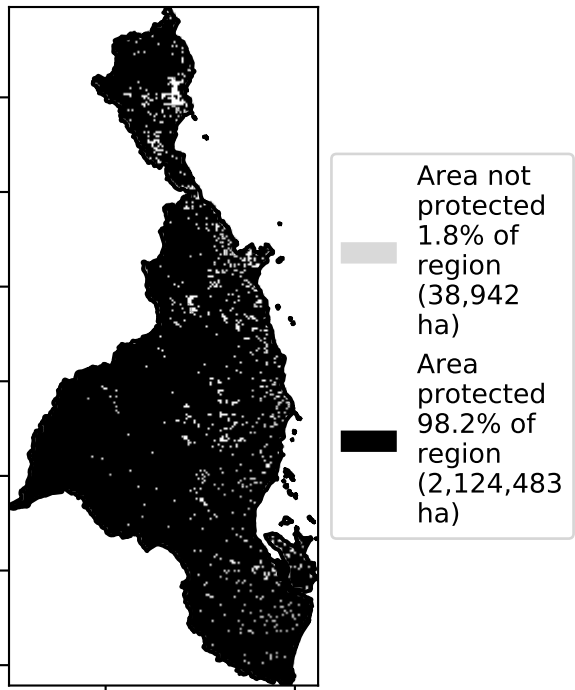 Area not
protected
1.8% of
region
(38,942
ha)
Area
protected
98.2% of
region
(2,124,483
ha)